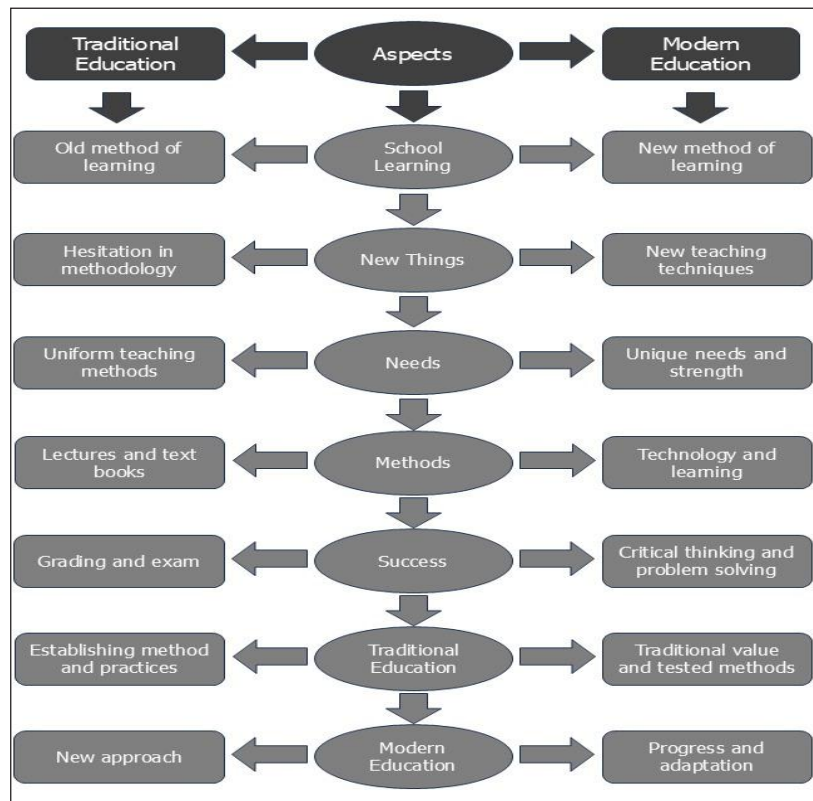 Traditional
Education
Aspects
Modern
Education
Old method of
learning
School
Learning
New method of
learning
Hesitation in
methodology
New Things
New teaching
techniques
Uniform teaching
methods
Needs
Unique needs and
strength
Lectures and text
books
Methods
Technology and
learning
Grading and exam
Success
Critical thinking and
problem solving
Establishing method
and practices
Traditional
Education
Traditional value
and tested methods
New approach
Modern
Education
Progress and
adaptation